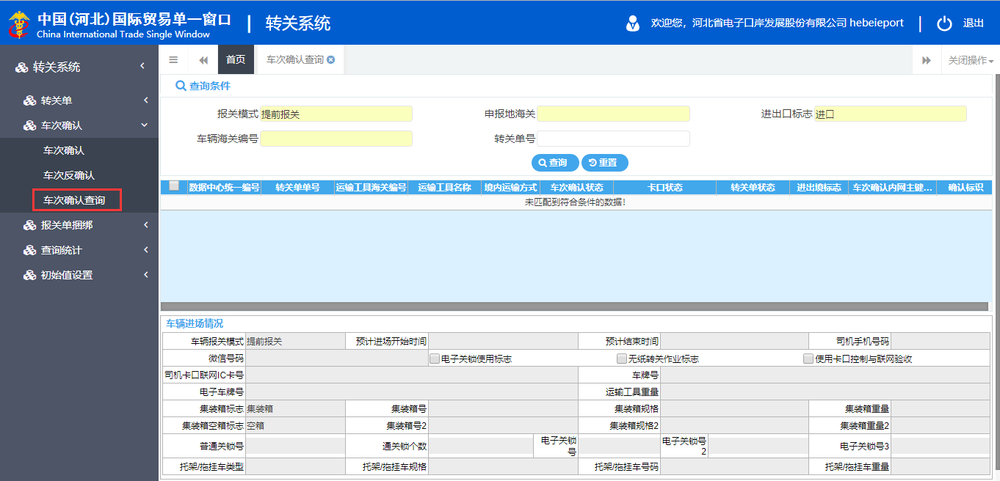 中国(河北)国际贸易单一窗口 | 转关系统
China International Trade Single Window
欢迎您，河北省电子口岸发展股份有限公司 hebeieport | 退出
转关系统
转关单
车次确认
车次确认
车次反确认
车次确认查询
报关单捆绑
查询统计
初始值设置
首页 车次确认查询 关闭操作
查询条件
报关模式 提前报关 申报地海关 进出口标志 进口
车辆海关编号 转关单号
查询 重置
数据中心统一编号 转关单单号 运输工具海关编号 运输工具名称 境内运输方式 车次确认状态 卡口状态 转关单状态 进出境标志 车次确认内网主键... 确认标识
未匹配到符合条件的数据！
车辆进场情况
车辆报关模式 提前报关 预计进场开始时间 预计结束时间 司机手机号码
微信号码 电子关锁使用标志 无纸转关作业标志 使用卡口控制与联网验收
司机卡口联网IC卡号 车牌号
电子车牌号 运输工具重量
集装箱标志 集装箱 集装箱号 集装箱规格 集装箱重量
集装箱空箱标志 空箱 集装箱号2 集装箱规格2 集装箱重量2
普通关锁号 通关锁个数 电子关锁号 电子关锁号2 电子关锁号3
托架/拖挂车类型 托架/拖挂车规格 托架/拖挂车号码 托架/拖挂车重量